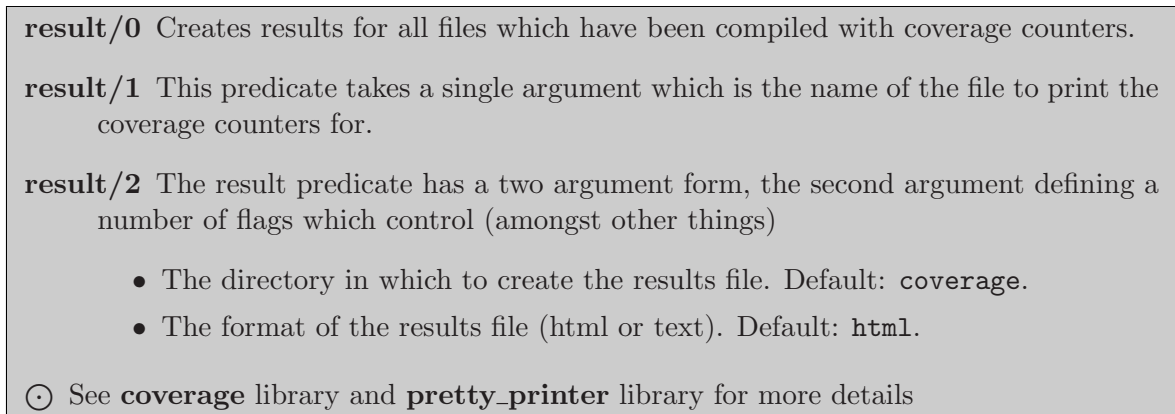 result/0 Creates results for all files which have been compiled with coverage counters.
result/1 This predicate takes a single argument which is the name of the file to print the
coverage counters for.
result/2 The result predicate has a two argument form, the second argument defining a
number of flags which control (amongst other things)
• The directory in which to create the results file. Default: coverage.
• The format of the results file (html or text). Default: html.
⊙ See coverage library and pretty_printer library for more details